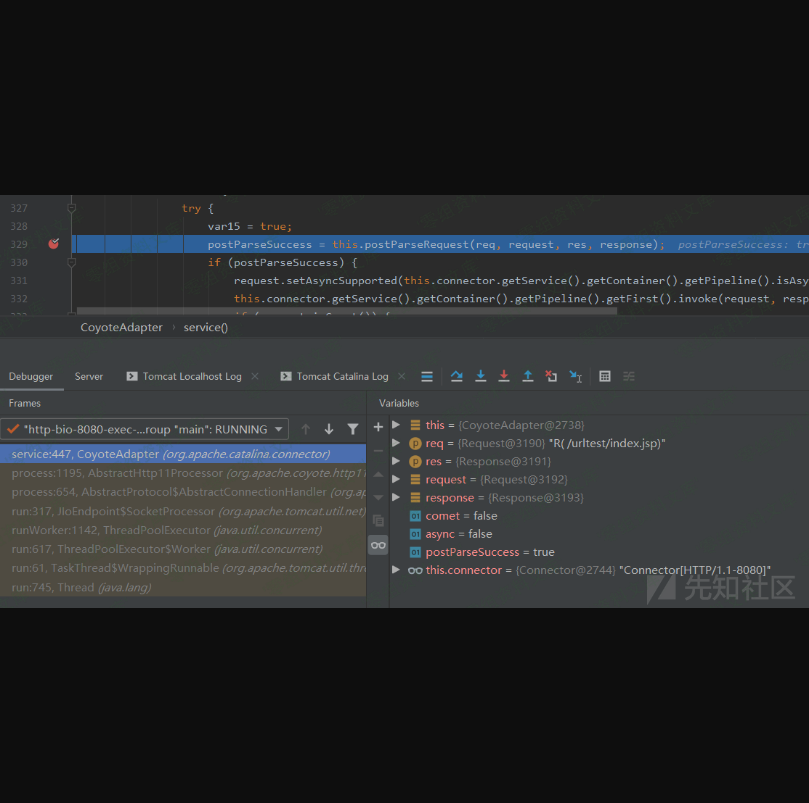 327
try {
328
var15 = true;
329
postParseSuccess = this.postParseRequest(req, request, res, response); postParseSuccess: tr
330
if (postParseSuccess) {
331
request.setAsyncSupported(this.connector.getService().getContainer().getPipeline().isAsy
332
this.connector.getService().getContainer().getPipeline().getFirst().invoke(request, resp
CoyoteAdapter › service()
Debugger Server Tomcat Localhost Log × Tomcat Catalina Log ×
Frames
Variables
"http-bio-8080-exec-...roup "main": RUNNING
service:447, CoyoteAdapter (org.apache.catalina.connector)
process:1195, AbstractHttp11Processor (org.apache.coyote.http11
process:654, AbstractProtocol$AbstractConnectionHandler (org.ap
run:317, JIoEndpoint$SocketProcessor (org.apache.tomcat.util.net)
runWorker:1142, ThreadPoolExecutor (java.util.concurrent)
run:617, ThreadPoolExecutor$Worker (java.util.concurrent)
run:61, TaskThread$WrappingRunnable (org.apache.tomcat.util.thre
run:745, Thread (java.lang)
this = {CoyoteAdapter@2738}
req = {Request@3190} "R( /urltest/index.jsp)"
res = {Response@3191}
request = {Request@3192}
response = {Response@3193}
comet = false
async = false
postParseSuccess = true
this.connector = {Connector@2744} "Connector[HTTP/1.1-8080]"
先知社区